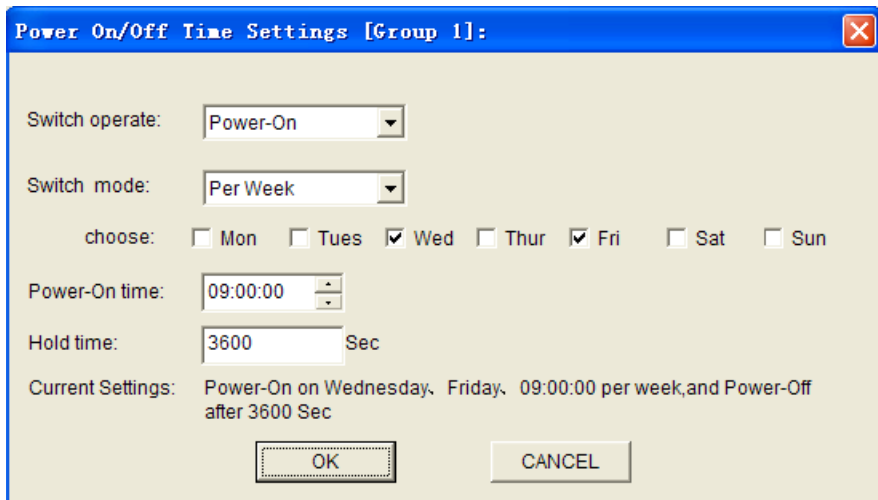 Power On/Off Time Settings [Group 1]:
Switch operate: Power-On
Switch mode: Per Week
choose: Mon Tues Wed Thur Fri Sat Sun
Power-On time: 09:00:00
Hold time: 3600 Sec
Current Settings: Power-On on Wednesday、Friday、09:00:00 per week,and Power-Off
after 3600 Sec
OK CANCEL